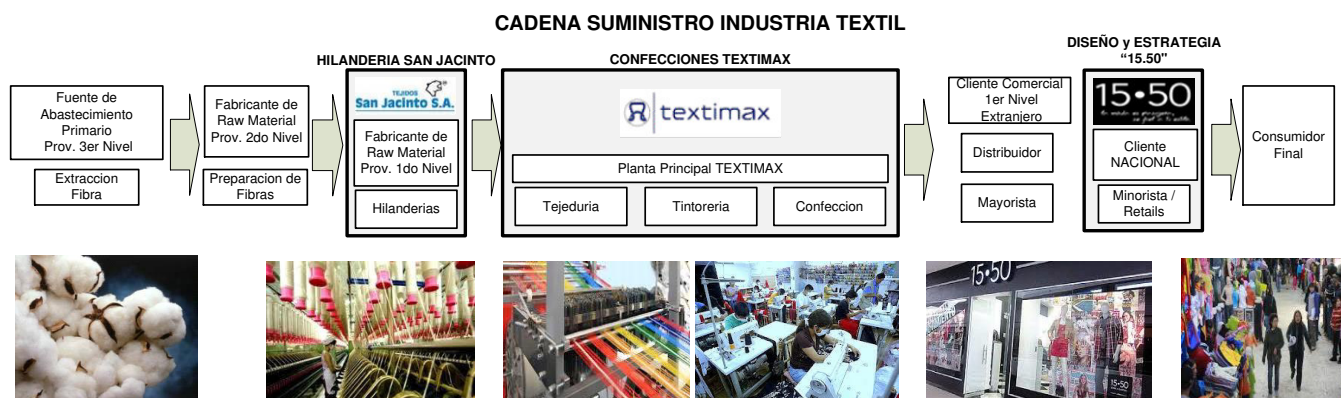 CADENA SUMINISTRO INDUSTRIA TEXTIL
Fuente de
Abastecimiento
Primario
Prov. 3er Nivel
Extraccion
Fibra
Fabricante de
Raw Material
Prov. 2do Nivel
Preparacion de
Fibras
HILANDERIA SAN JACINTO
TEJIDOS
San Jacinto S.A.
Fabricante de
Raw Material
Prov. 1do Nivel
Hilanderias
CONFECCIONES TEXTIMAX
textimax
Planta Principal TEXTIMAX
Tejeduria
Tintoreria
Confeccion
Cliente Comercial
1er Nivel
Extranjero
Distribuidor
Mayorista
DISEÑO y ESTRATEGIA
“15.50"
15•50
Cliente
NACIONAL
Minorista /
Retails
Consumidor
Final
15•50
15•50